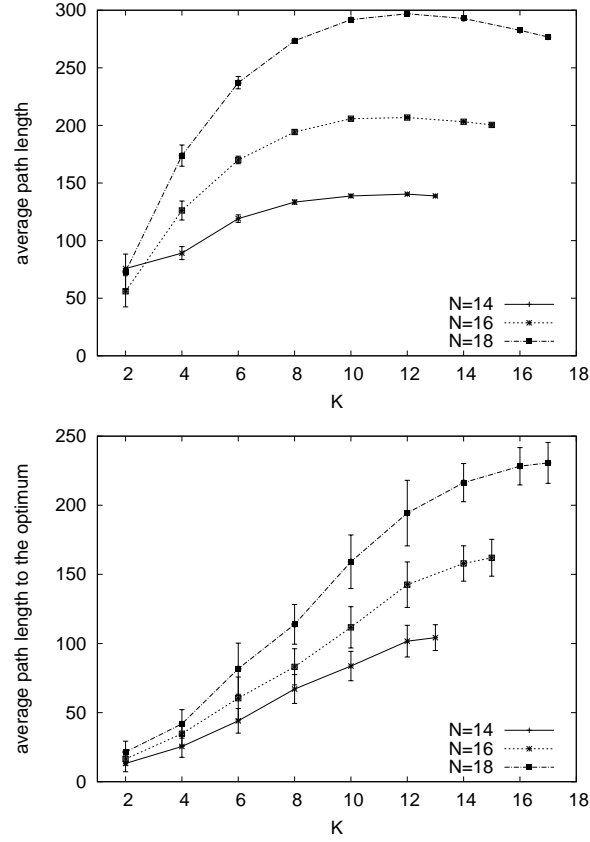 300
250
200
150
100
50
0
average path length
2 4 6 8 10 12 14 16 18
K
N=14
N=16
N=18
250
200
150
100
50
0
average path length to the optimum
2 4 6 8 10 12 14 16 18
K
N=14
N=16
N=18